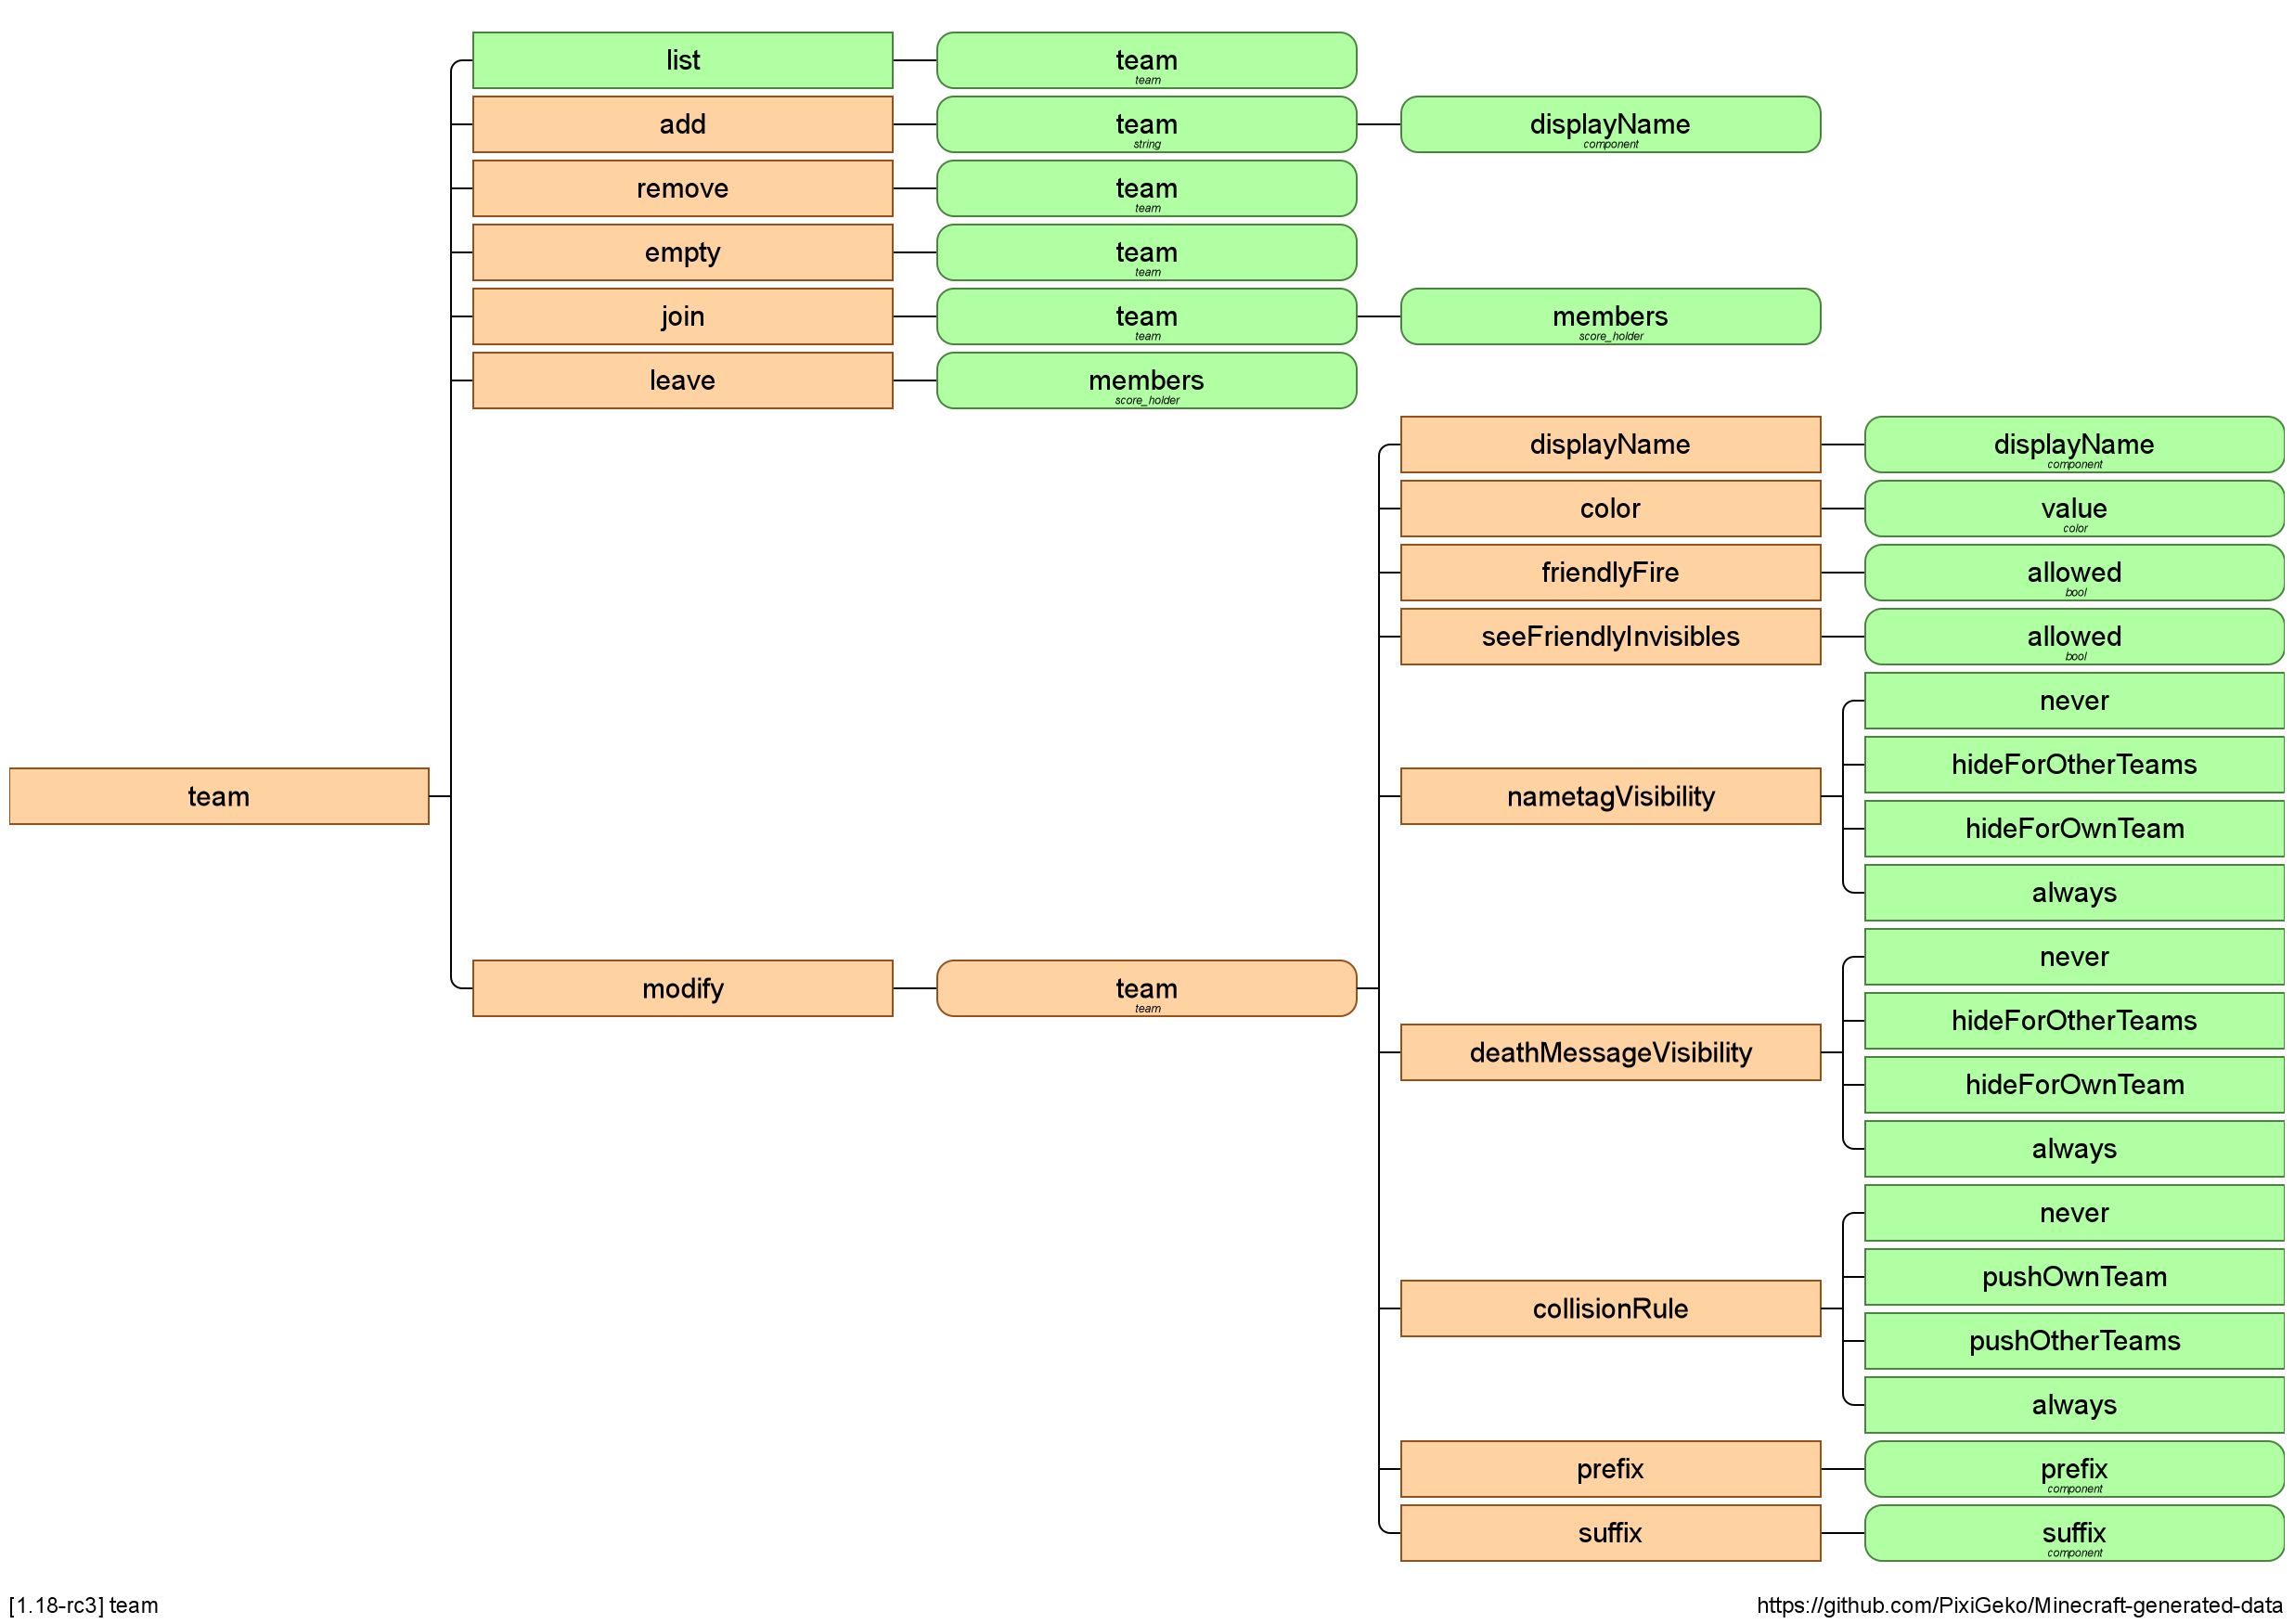 list
team
team
add
team
string
displayName
component
remove
team
team
empty
team
team
join
team
team
members
score_holder
leave
members
score_holder
displayName
displayName
component
color
value
color
friendlyFire
allowed
bool
seeFriendlyInvisibles
allowed
bool
never
hideForOtherTeams
team
nametagVisibility
hideForOwnTeam
always
never
modify
team
team
hideForOtherTeams
deathMessageVisibility
hideForOwnTeam
always
never
pushOwnTeam
collisionRule
pushOtherTeams
always
prefix
prefix
component
suffix
suffix
component
[1.18-rc3] team
https://github.com/PixiGeko/Minecraft-generated-data